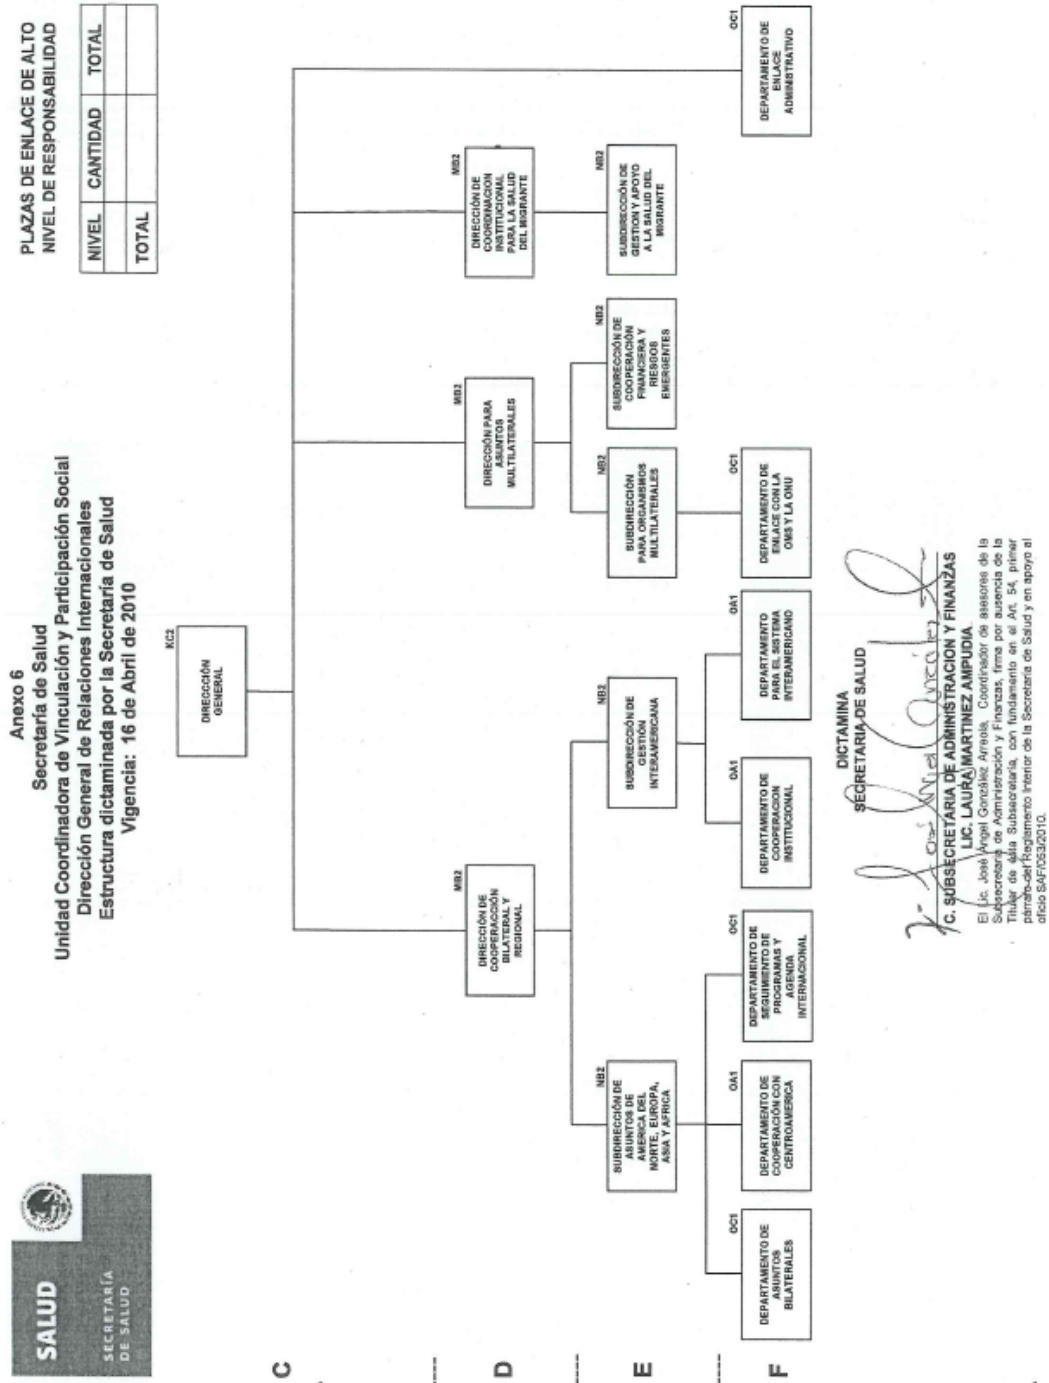 SALUD
SECRETARÍA
DE SALUD
Anexo 6
Secretaría de Salud
Unidad Coordinadora de Vinculación y Participación Social
Dirección General de Relaciones Internacionales
Estructura dictaminada por la Secretaría de Salud
Vigencia: 16 de Abril de 2010
PLAZAS DE ENLACE DE ALTO
NIVEL DE RESPONSABILIDAD
NIVEL CANTIDAD TOTAL
TOTAL
C
KC2
DIRECCCIÓN
GENERAL
D
MB2
DIRECCIÓN DE
COOPERACCIÓN
BILATERAL Y
REGIONAL
MB2
DIRECCIÓN PARA
ASUNTOS
MULTILATERALES
MB2
DIRECCIÓN DE
COORDINACION
INSTITUCIONAL
PARA LA SALUD
DEL MIGRANTE
E
NB2
SUBDIRECCIÓN DE
ASUNTOS DE
AMERICA DEL
NORTE, EUROPA,
ASIA Y AFRICA
NB2
SUBDIRECCIÓN DE
GESTIÓN
INTERAMERICANA
NB2
SUBDIRECCIÓN
PARA ORGANISMOS
MULTILATERALES
NB2
SUBDIRECCIÓN DE
COOPERACIÓN
FINANCIERA Y
RIESGOS
EMERGENTES
NB2
SUBDIRECCIÓN DE
GESTION Y APOYO
A LA SALUD DEL
MIGRANTE
F
OC1
DEPARTAMENTO DE
ASUNTOS
BILATERALES
OA1
DEPARTAMENTO DE
COOPERACIÓN CON
CENTROAMERICA
OC1
DEPARTAMENTO DE
SEGUIMIENTO DE
PROGRAMAS Y
AGENDA
INTERNACIONAL
OA1
DEPARTAMENTO DE
COOPERACION
INSTITUCIONAL
OA1
DEPARTAMENTO
PARA EL SISTEMA
INTERAMERICANO
OC1
DEPARTAMENTO DE
ENLACE CON LA
OMS Y LA ONU
OC1
DEPARTAMENTO DE
ENLACE
ADMINISTRATIVO
DICTAMINA
SECRETARIA DE SALUD
C. SUBSECRETARIA DE ADMINISTRACION Y FINANZAS
LIC. LAURA MARTINEZ AMPUDIA
El Lic. José Ángel González Arreola, Coordinador de asesores de la
Subsecretaría de Administración y Finanzas, firma por ausencia de la
Titular de ésta Subsecretaría, con fundamento en el Art. 54, primer
párrafo del Reglamento Interior de la Secretaría de Salud y en apoyo al
oficio SAF/053/2010.